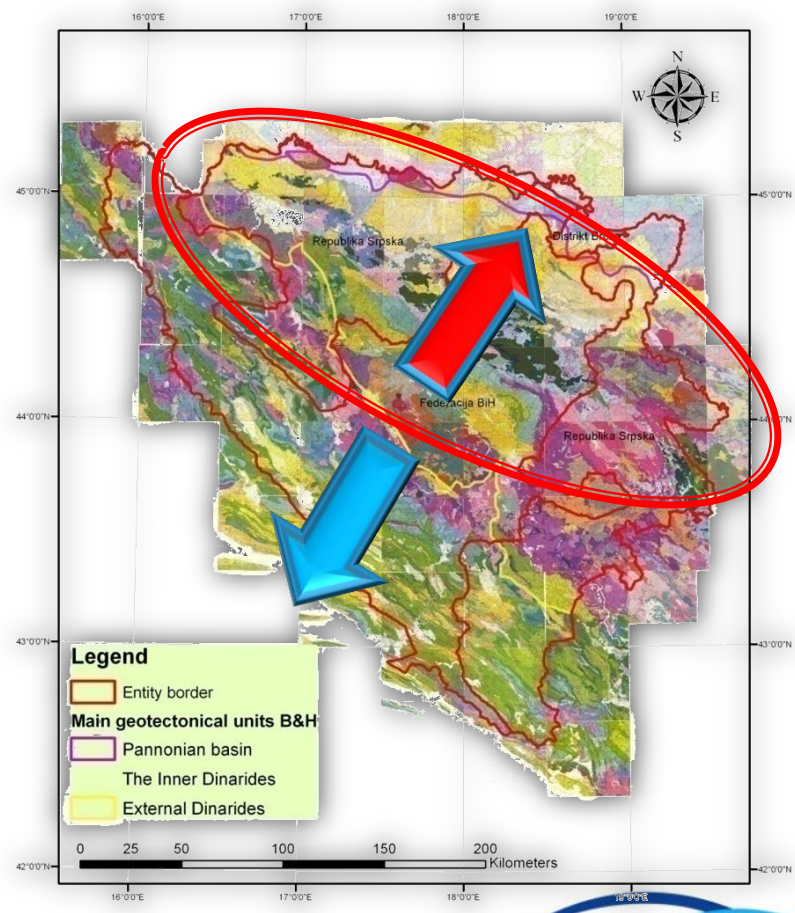 16°0'0"E 17°0'0"E 18°0'0"E 19°0'0"E
N
W E
S
45°0'0"N 45°0'0"N
Republika Srpska
Distrikt
44°0'0"N 44°0'0"N
Federacija BiH
Republika Srpska
43°0'0"N 43°0'0"N
Legend
Entity border
Main geotectonical units B&H
Pannonian basin
The Inner Dinarides
External Dinarides
0 25 50 100 150 200
Kilometers
42°0'0"N 42°0'0"N
16°0'0"E 17°0'0"E 18°0'0"E 19°0'0"E